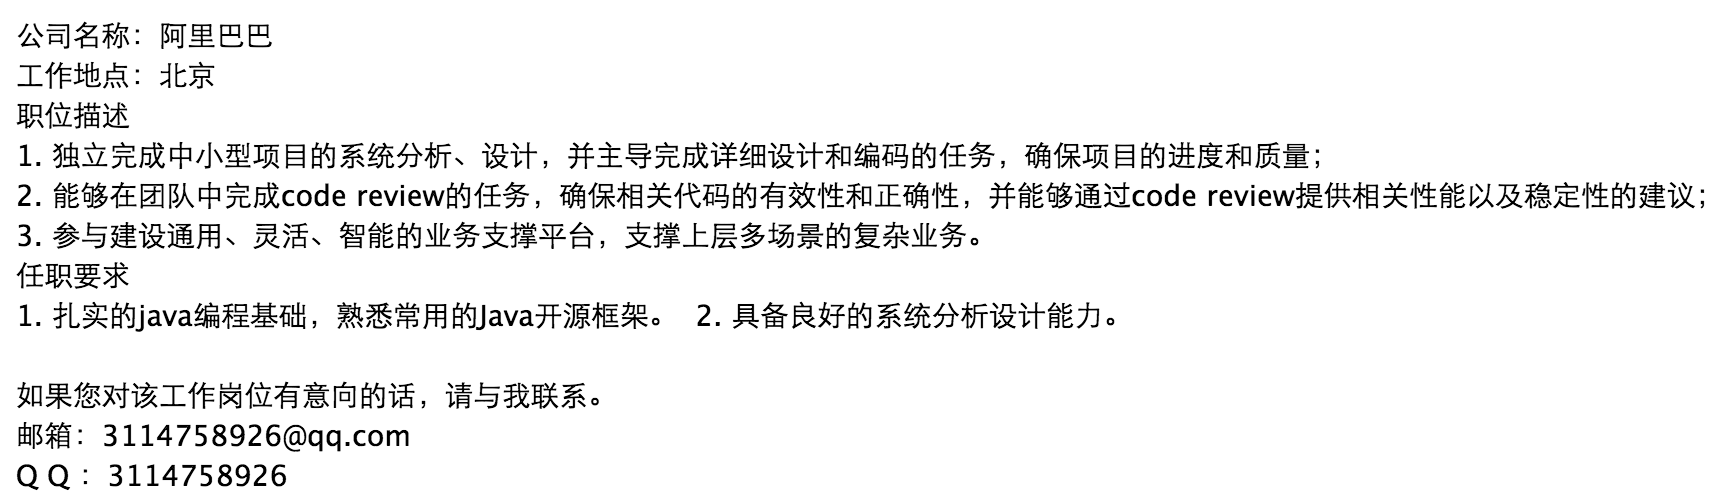 公司名称：阿里巴巴
工作地点：北京
职位描述
1. 独立完成中小型项目的系统分析、设计，并主导完成详细设计和编码的任务，确保项目的进度和质量；
2. 能够在团队中完成code review的任务，确保相关代码的有效性和正确性，并能够通过code review提供相关性能以及稳定性的建议；
3. 参与建设通用、灵活、智能的业务支撑平台，支撑上层多场景的复杂业务。
任职要求
1. 扎实的java编程基础，熟悉常用的Java开源框架。 2. 具备良好的系统分析设计能力。
如果您对该工作岗位有意向的话，请与我联系。
邮箱：3114758926@qq.com
Q Q ：3114758926